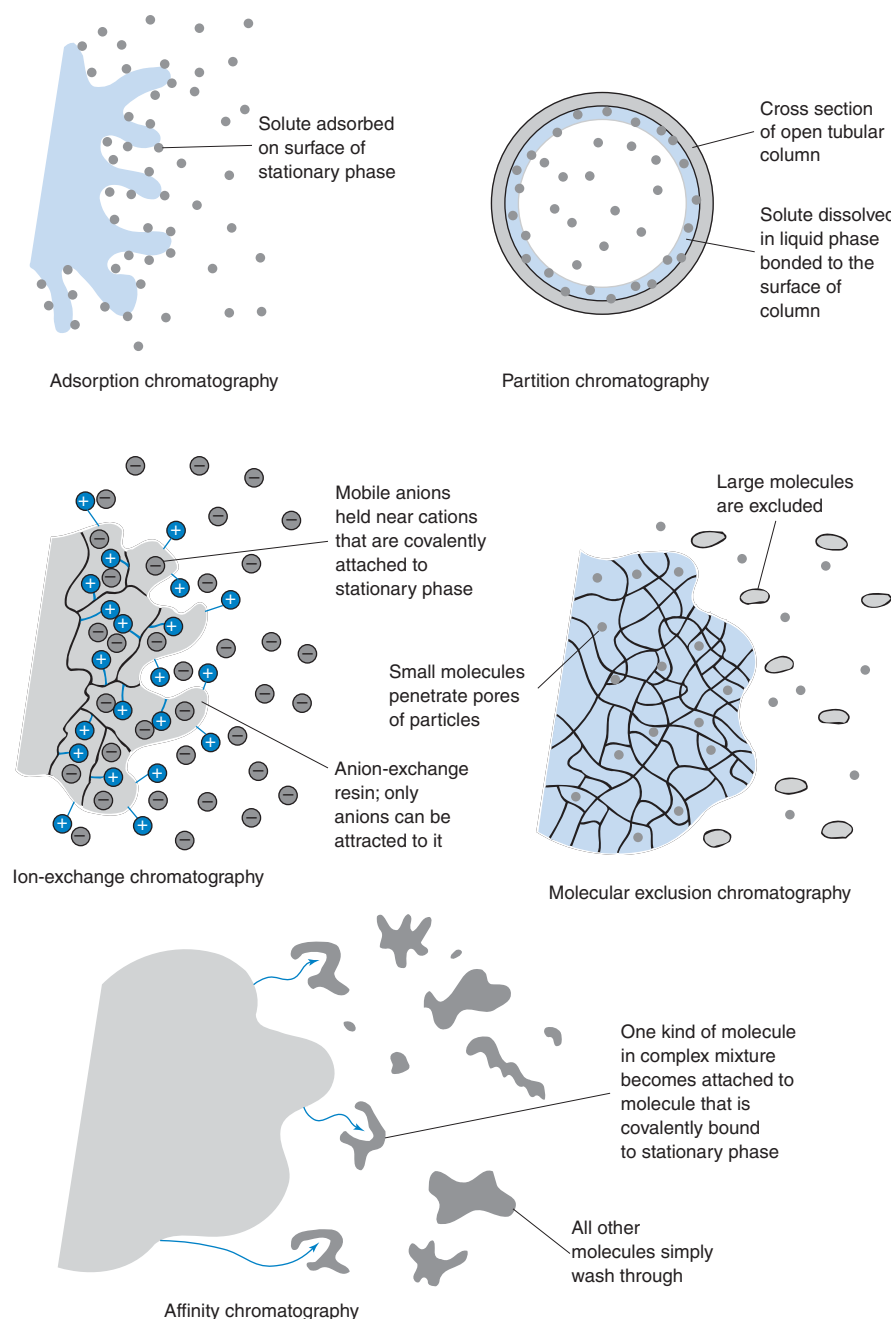 Solute adsorbed
on surface of
stationary phase
Adsorption chromatography
Cross section
of open tubular
column
Solute dissolved
in liquid phase
bonded to the
surface of
column
Partition chromatography
Mobile anions
held near cations
that are covalently
attached to
stationary phase
Anion-exchange
resin; only
anions can be
attracted to it
Ion-exchange chromatography
Large molecules
are excluded
Small molecules
penetrate pores
of particles
Molecular exclusion chromatography
One kind of molecule
in complex mixture
becomes attached to
molecule that is
covalently bound
to stationary phase
All other
molecules simply
wash through
Affinity chromatography